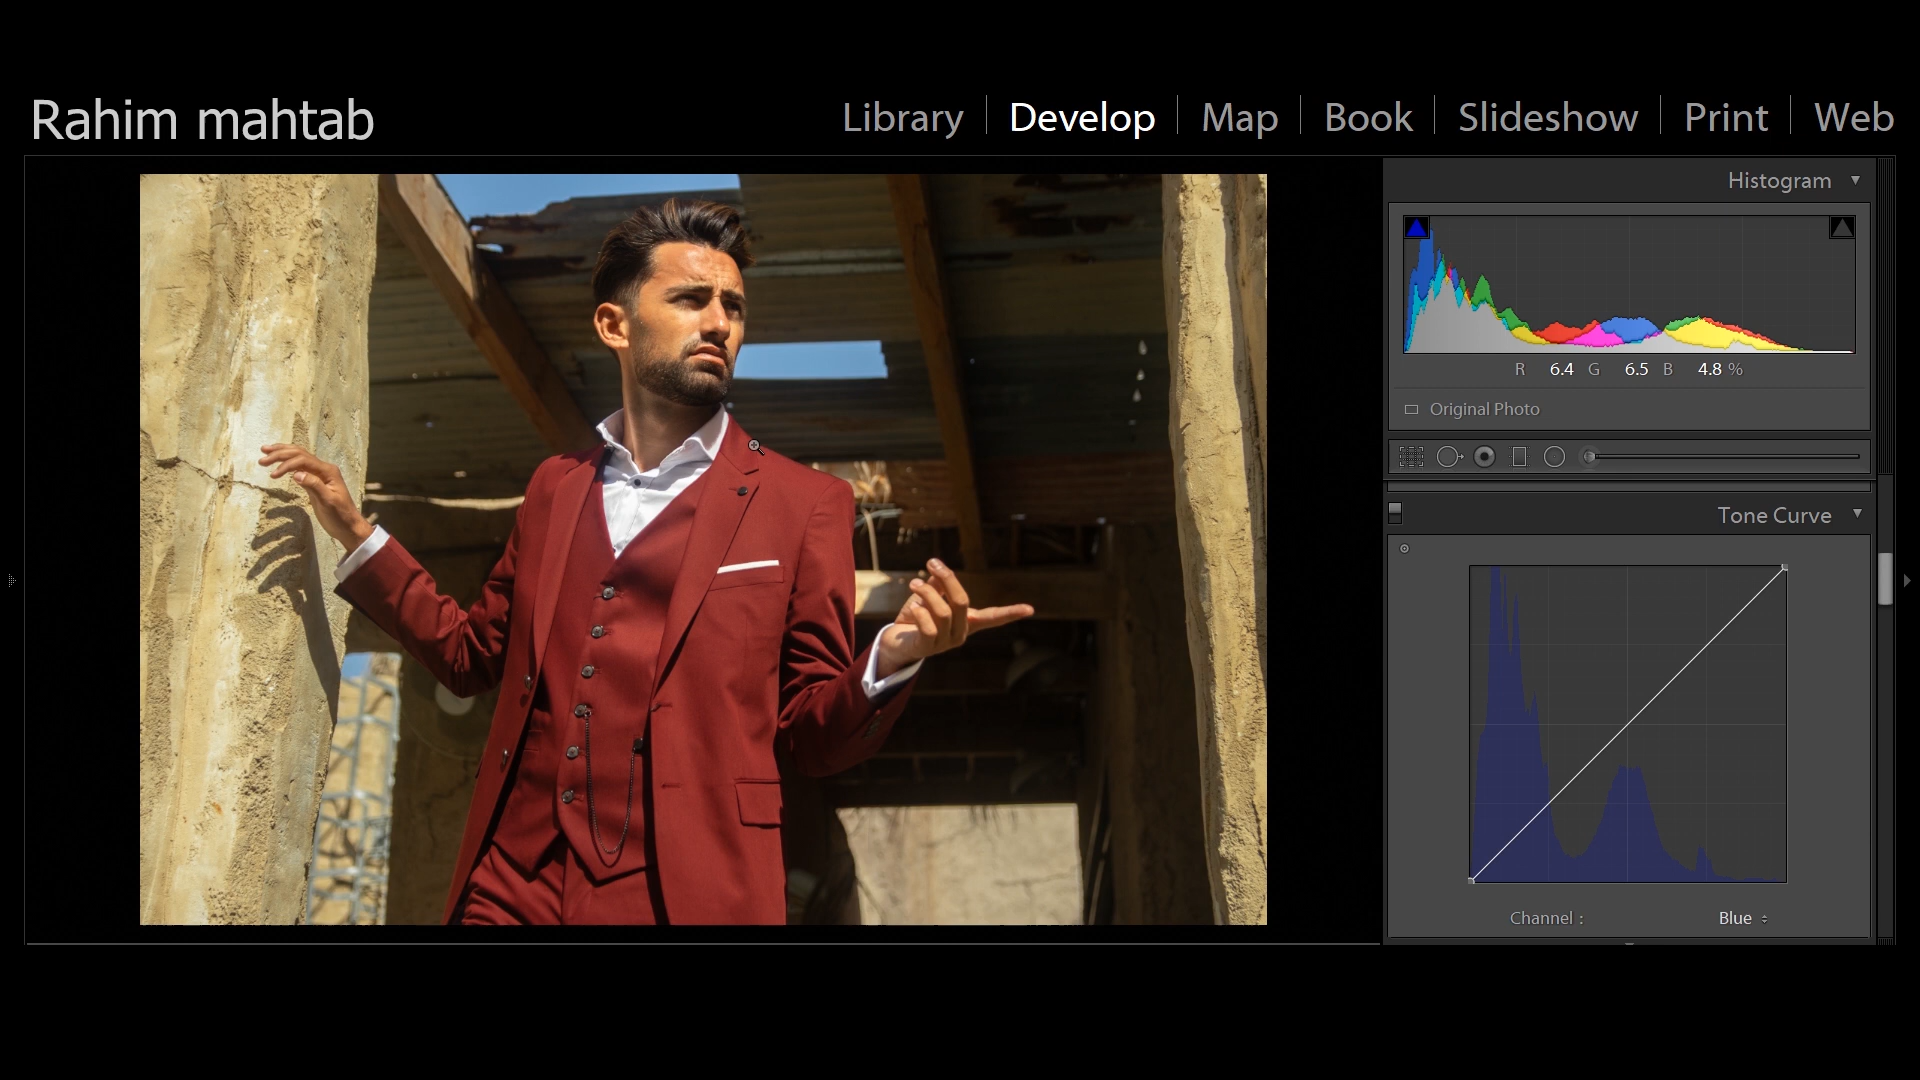 Rahim mahtab
Library Develop Map Book Slideshow Print Web
Histogram
R 6.4 G 6.5 B 4.8 %
Original Photo
Tone Curve
Channel : Blue